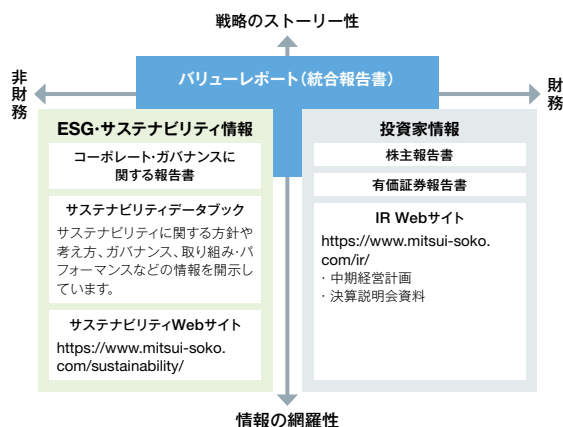 戦略のストーリー性
非財務
財務
バリューレポート（統合報告書）
ESG・サステナビリティ情報
コーポレート・ガバナンスに
関する報告書
サステナビリティデータブック
サステナビリティに関する方針や
考え方、ガバナンス、取り組み・パ
フォーマンスなどの情報を開示し
ています。
サステナビリティWebサイト
https://www.mitsui-soko.
com/sustainability/
投資家情報
株主報告書
有価証券報告書
IR Webサイト
https://www.mitsui-soko.
com/ir/
・中期経営計画
・決算説明会資料
情報の網羅性